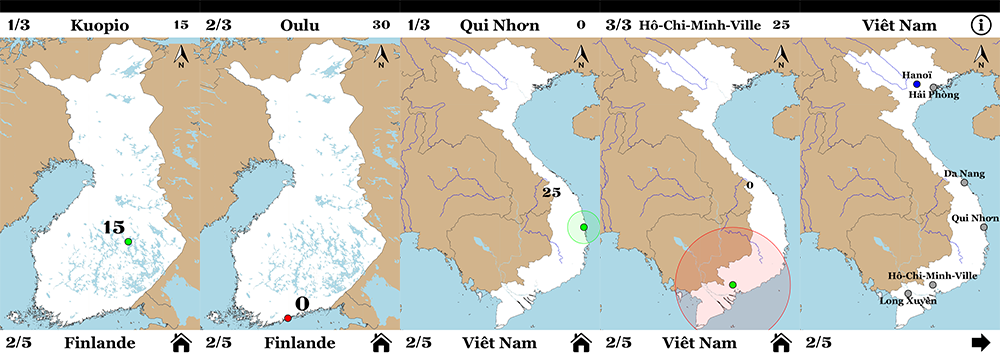 1/3 Kuopio 15
N
15
2/5 Finlande
2/3 Oulu 30
N
0
2/5 Finlande
1/3 Qui Nhơn 0
N
25
2/5 Viêt Nam
3/3 Hô-Chi-Minh-Ville 25
N
0
2/5 Viêt Nam
Viêt Nam i
N
Hanoï
Hải Phòng
Da Nang
Qui Nhơn
Hô-Chi-Minh-Ville
Long Xuyên
2/5